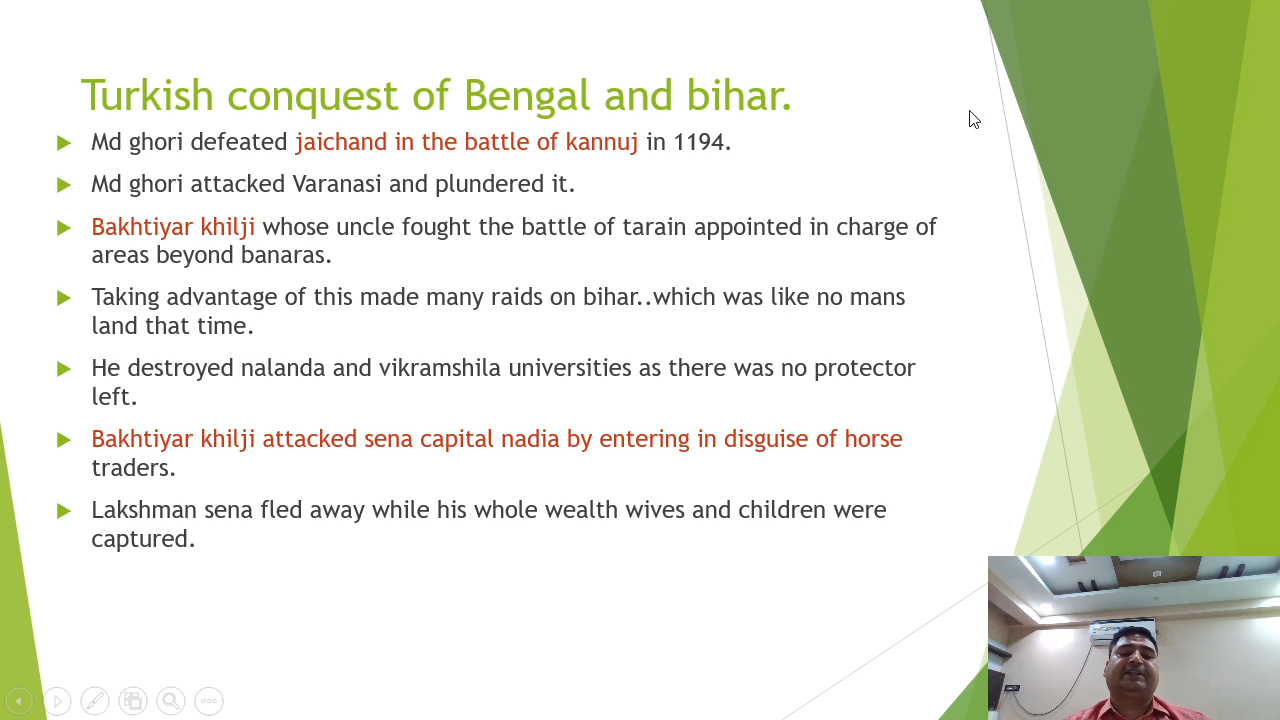 Turkish conquest of Bengal and bihar.
Md ghori defeated jaichand in the battle of kannuj in 1194.
Md ghori attacked Varanasi and plundered it.
Bakhtiyar khilji whose uncle fought the battle of tarain appointed in charge of
areas beyond banaras.
Taking advantage of this made many raids on bihar..which was like no mans
land that time.
He destroyed nalanda and vikramshila universities as there was no protector
left.
Bakhtiyar khilji attacked sena capital nadia by entering in disguise of horse
traders.
Lakshman sena fled away while his whole wealth wives and children were
captured.